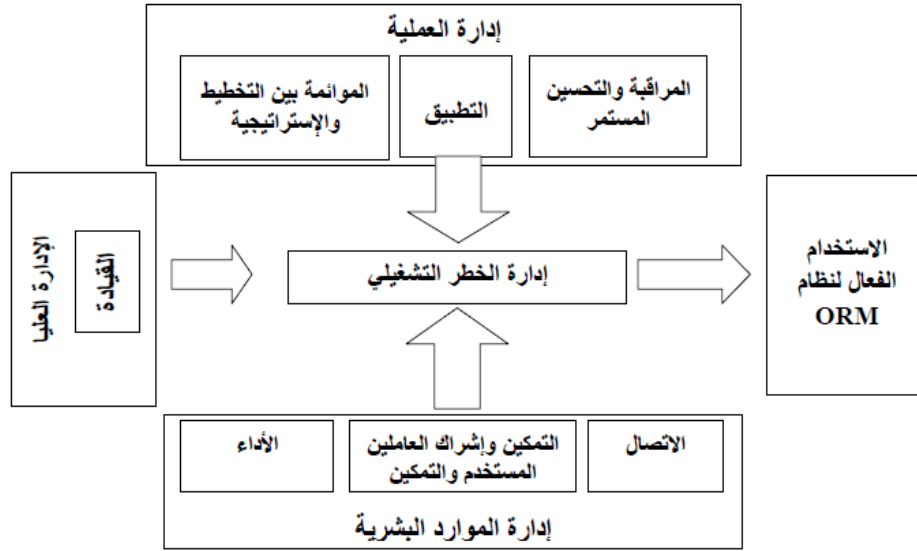 إدارة العملية
المراقبة والتحسين
المستمر
التطبيق
الموائمة بين التخطيط
والإستراتيجية
الإدارة العليا
القيادة
إدارة الخطر التشغيلي
الاستخدام
الفعال لنظام
ORM
الاتصال
التمكين وإشراك العاملين
المستخدم والتمكين
الأداء
إدارة الموارد البشرية